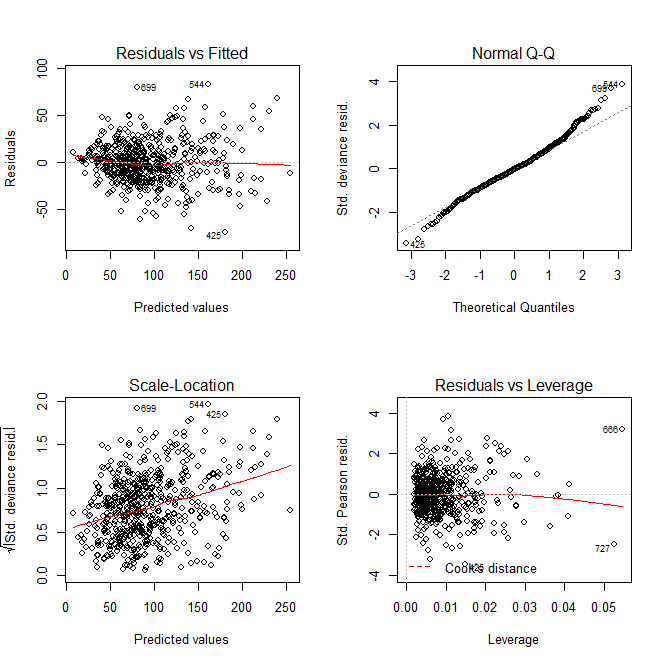 Residuals vs Fitted
Residuals
-50 0 50 100
699
544
425
0 50 100 150 200 250
Predicted values
Normal Q-Q
Std. deviance resid.
-2 0 2 4
699
544
425
-3 -2 -1 0 1 2 3
Theoretical Quantiles
Scale-Location
√|Std. deviance resid.|
0.0 0.5 1.0 1.5 2.0
699
544
425
0 50 100 150 200 250
Predicted values
Residuals vs Leverage
Std. Pearson resid.
-4 -2 0 2 4
666
727
425
Cook's distance
0.00 0.01 0.02 0.03 0.04 0.05
Leverage